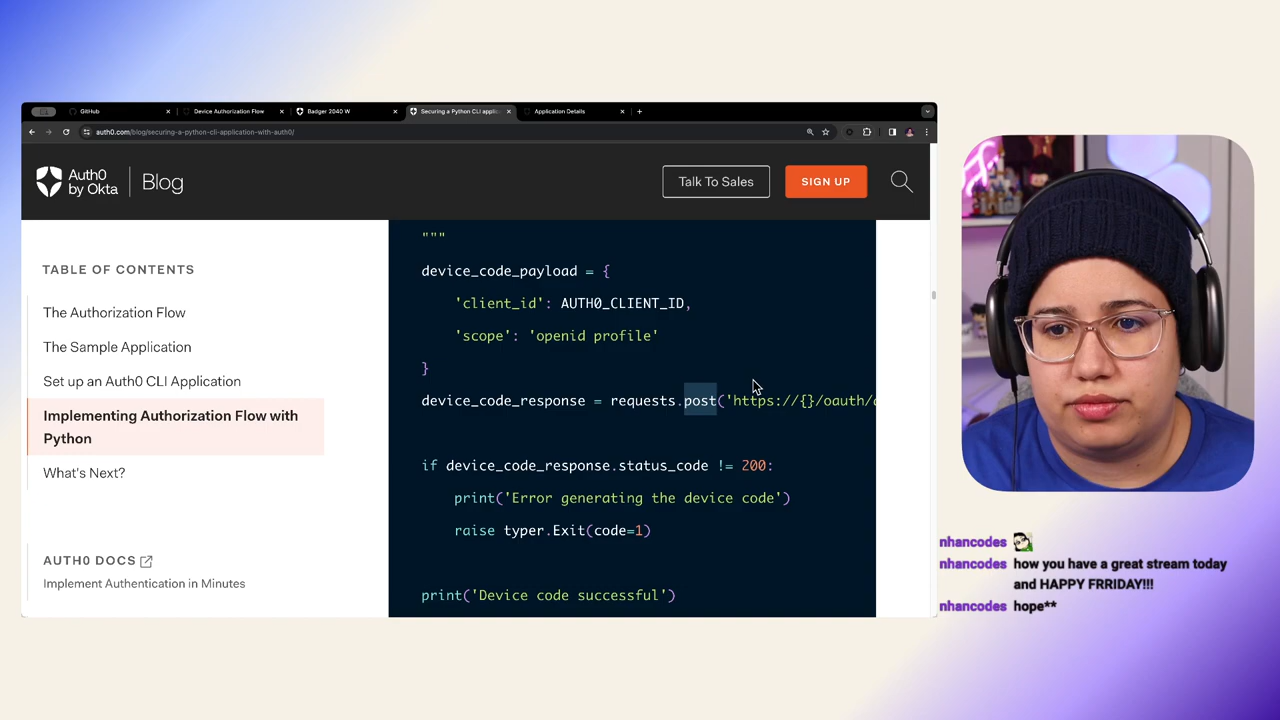 GitHub
Device Authorization Flow
Badger 2040 W
Securing a Python CLI applic
Application Details
auth0.com/blog/securing-a-python-cli-application-with-auth0/
Auth0
by Okta
Blog
Talk To Sales
SIGN UP
TABLE OF CONTENTS
The Authorization Flow
The Sample Application
Set up an Auth0 CLI Application
Implementing Authorization Flow with
Python
What's Next?
AUTH0 DOCS
Implement Authentication in Minutes
"""
device_code_payload = {
'client_id': AUTH0_CLIENT_ID,
'scope': 'openid profile'
}
device_code_response = requests.post('https://{}/oauth/
if device_code_response.status_code != 200:
print('Error generating the device code')
raise typer.Exit(code=1)
print('Device code successful')
nhancodes
nhancodes how you have a great stream today
and HAPPY FRRIDAY!!!
nhancodes hope**